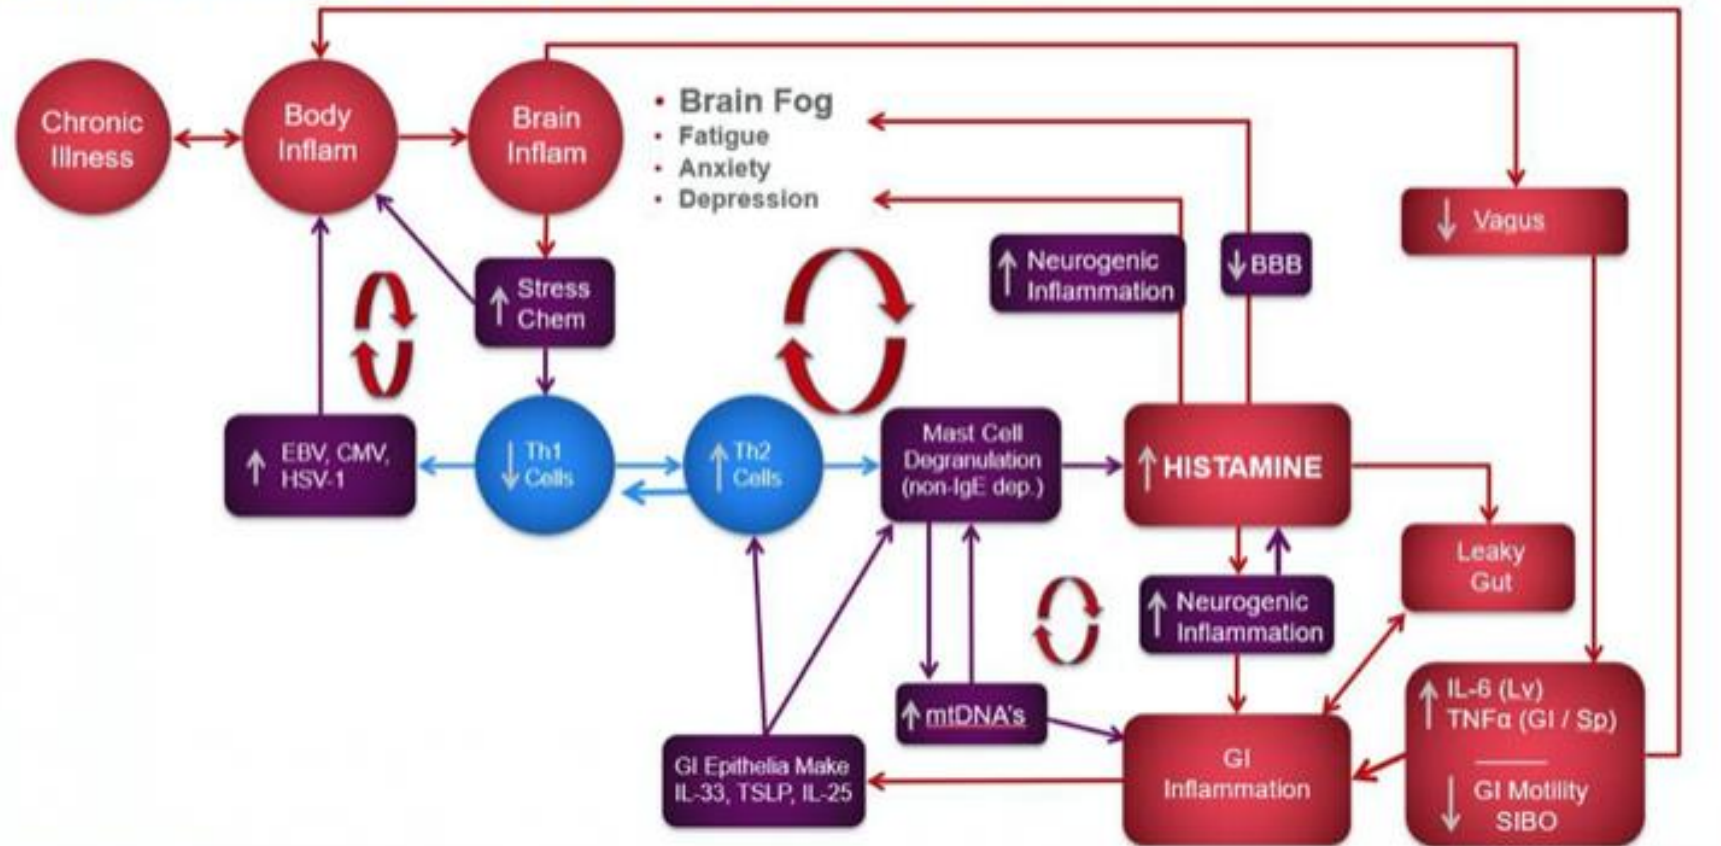 Chronic
Illness
Body
Inflam
Brain
Inflam
• Brain Fog
• Fatigue
• Anxiety
• Depression
↓ Vagus
↑ Neurogenic
Inflammation
↓ BBB
↑ Stress
Chem
↑ EBV, CMV,
HSV-1
↓ Th1
Cells
↑ Th2
Cells
Mast Cell
Degranulation
(non-IgE dep.)
↑ HISTAMINE
Leaky
Gut
↑ Neurogenic
Inflammation
↑ mtDNA's
GI Epithelia Make
IL-33, TSLP, IL-25
GI
Inflammation
↑ IL-6 (Lv)
TNFα (GI / Sp)
↓ GI Motility
SIBO